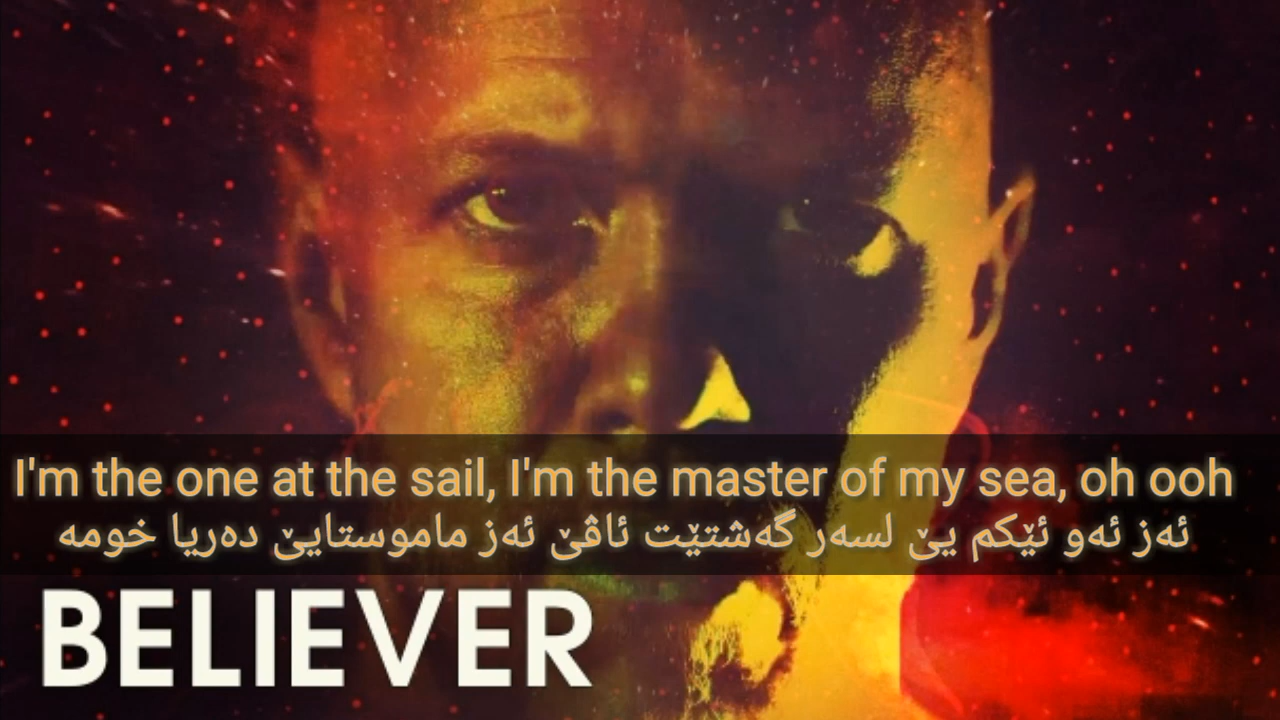 I'm the one at the sail, I'm the master of my sea, oh ooh
ئەز ئەو ئێکم یێ لسەر گەشتێت ئاڤێ ئەز ماموستایێ دەریا خومە
BELIEVER